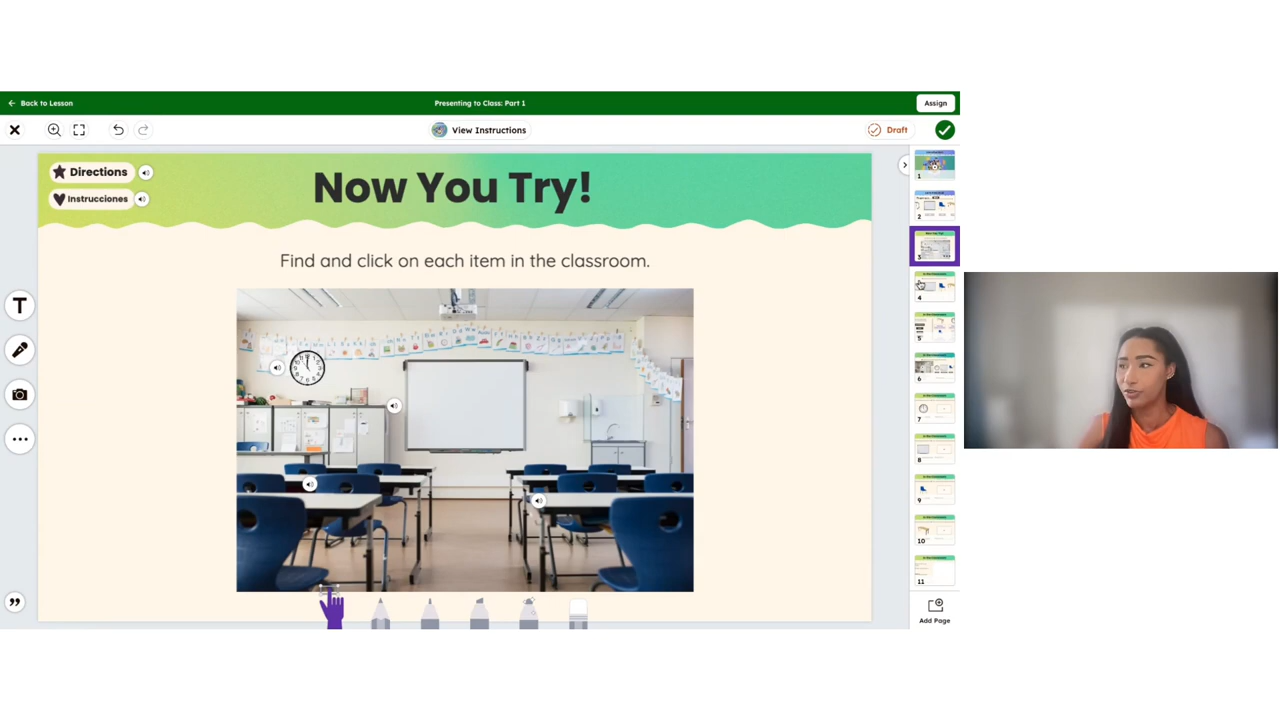 Back to Lesson
Presenting to Class: Part 1
Assign
View Instructions
Draft
Directions
Instrucciones
Now You Try!
Find and click on each item in the classroom.
T
1
2
3
4
5
6
7
8
9
10
11
Add Page